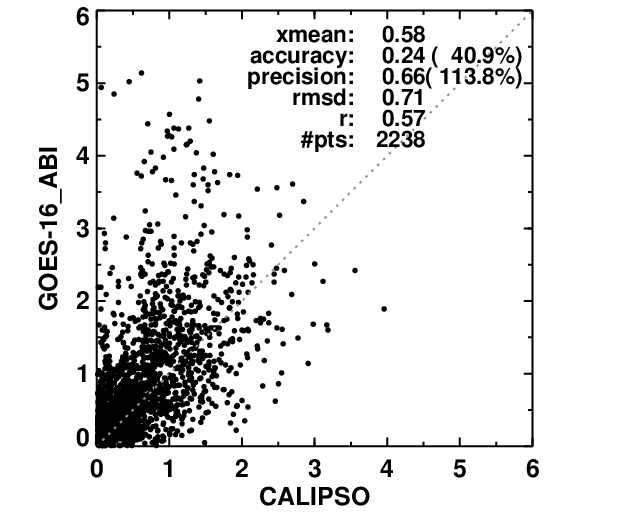 6
xmean: 0.58
accuracy: 0.24 ( 40.9%)
5
precision: 0.66( 113.8%)
rmsd: 0.71
r: 0.57
#pts: 2238
4
GOES-16_ABI
3
2
1
0
0 1 2 3 4 5 6
CALIPSO